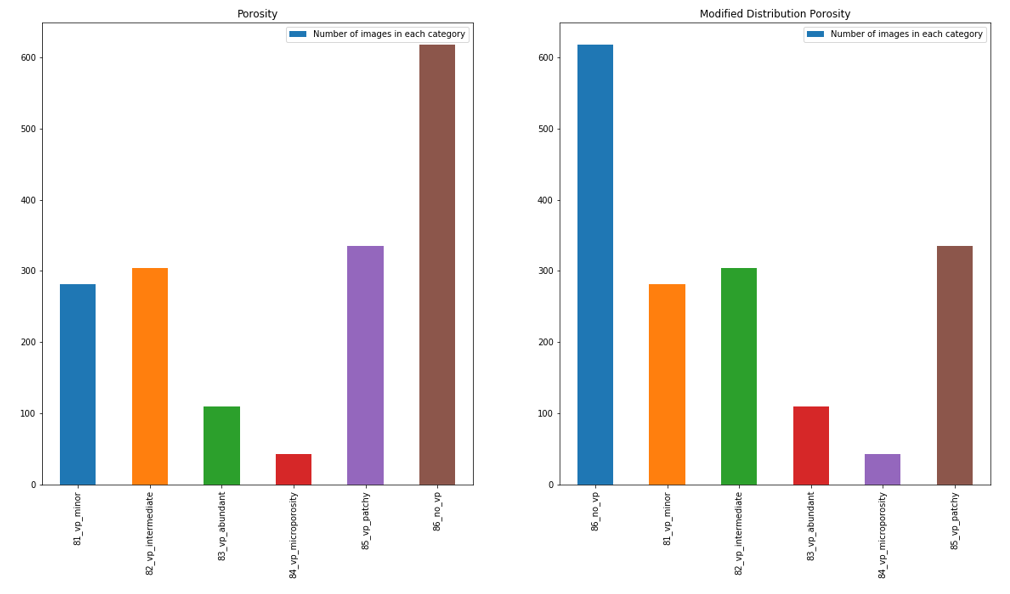 Porosity
Number of images in each category
600
500
400
300
200
100
0
81_vp_minor
82_vp_intermediate
83_vp_abundant
84_vp_microporosity
85_vp_patchy
86_no_vp
Modified Distribution Porosity
Number of images in each category
600
500
400
300
200
100
0
86_no_vp
81_vp_minor
82_vp_intermediate
83_vp_abundant
84_vp_microporosity
85_vp_patchy